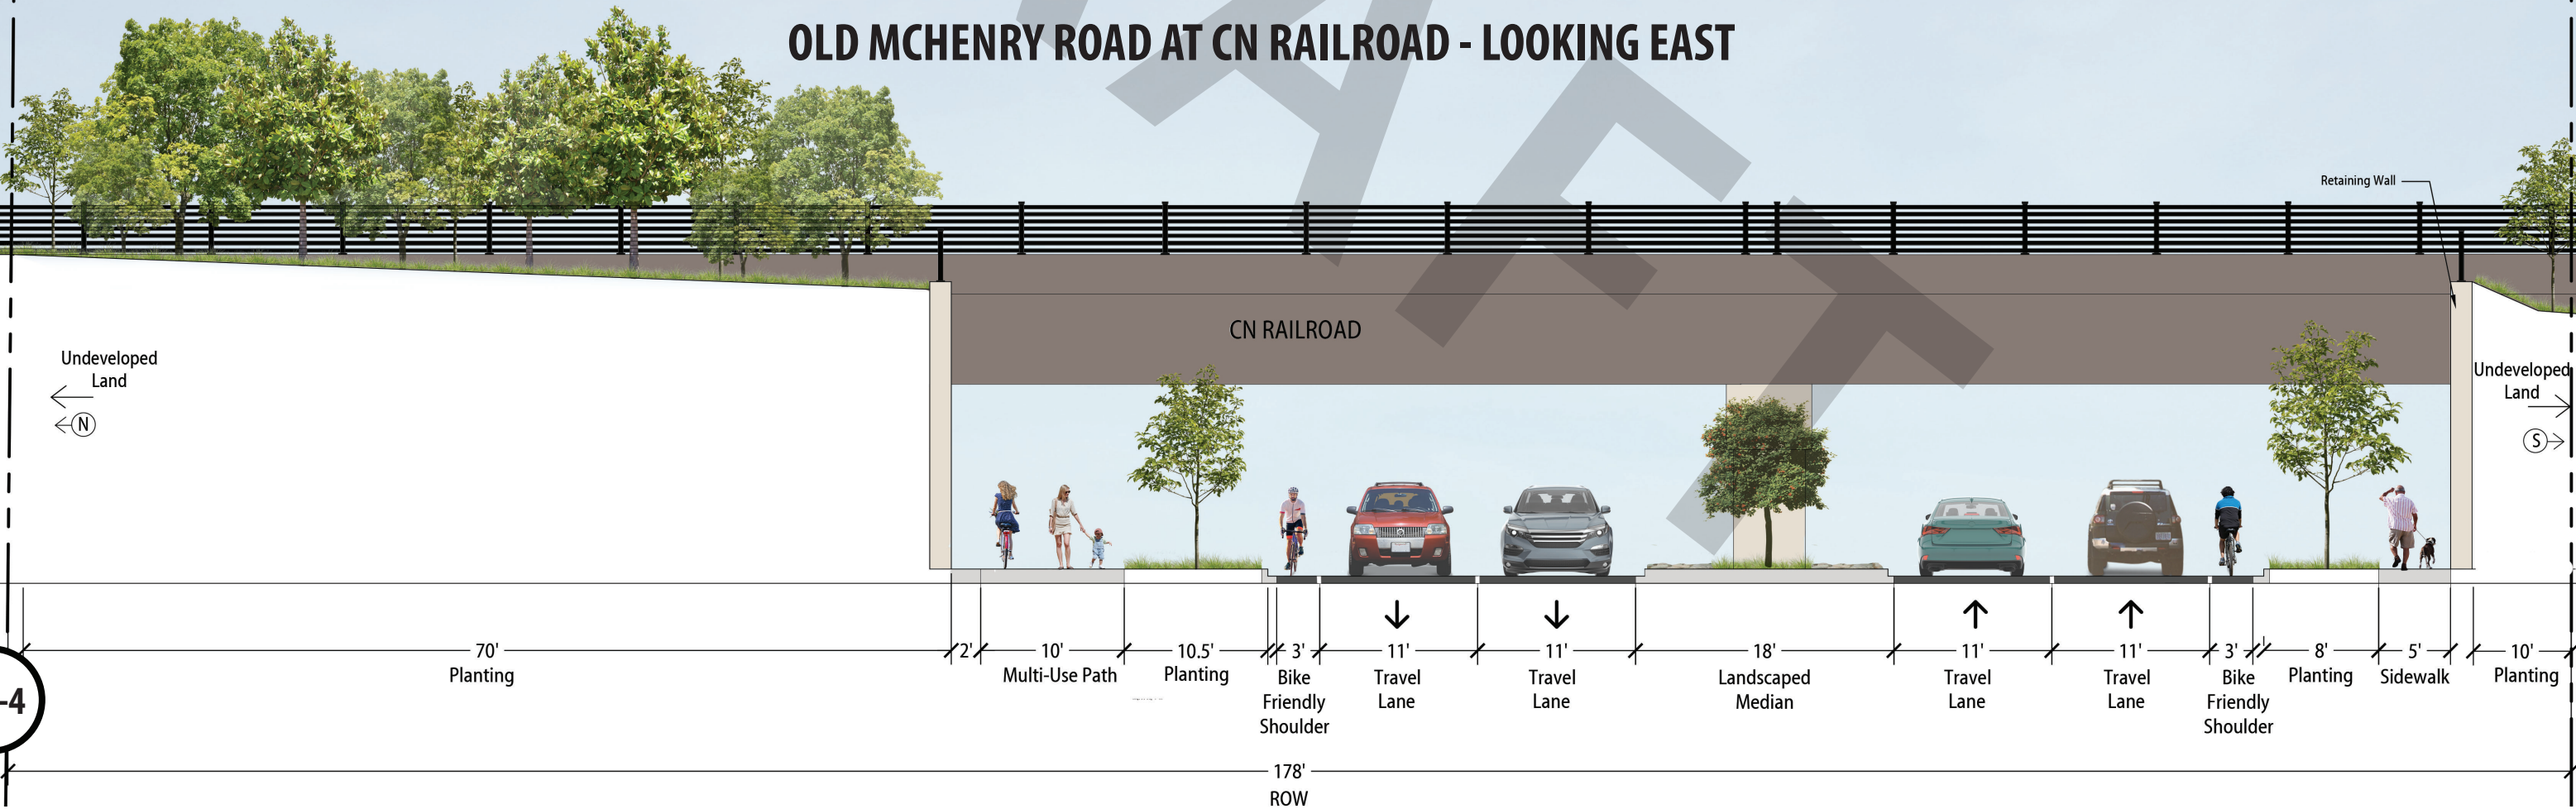 OLD MCHENRY ROAD AT CN RAILROAD - LOOKING EAST
Retaining Wall
CN RAILROAD
Undeveloped
Land
N
Undeveloped
Land
S
70'
Planting
2'
10'
Multi-Use Path
10.5'
Planting
3'
Bike
Friendly
Shoulder
11'
Travel
Lane
11'
Travel
Lane
18'
Landscaped
Median
11'
Travel
Lane
11'
Travel
Lane
3'
Bike
Friendly
Shoulder
8'
Planting
5'
Sidewalk
10'
Planting
-4
178'
ROW
AFT